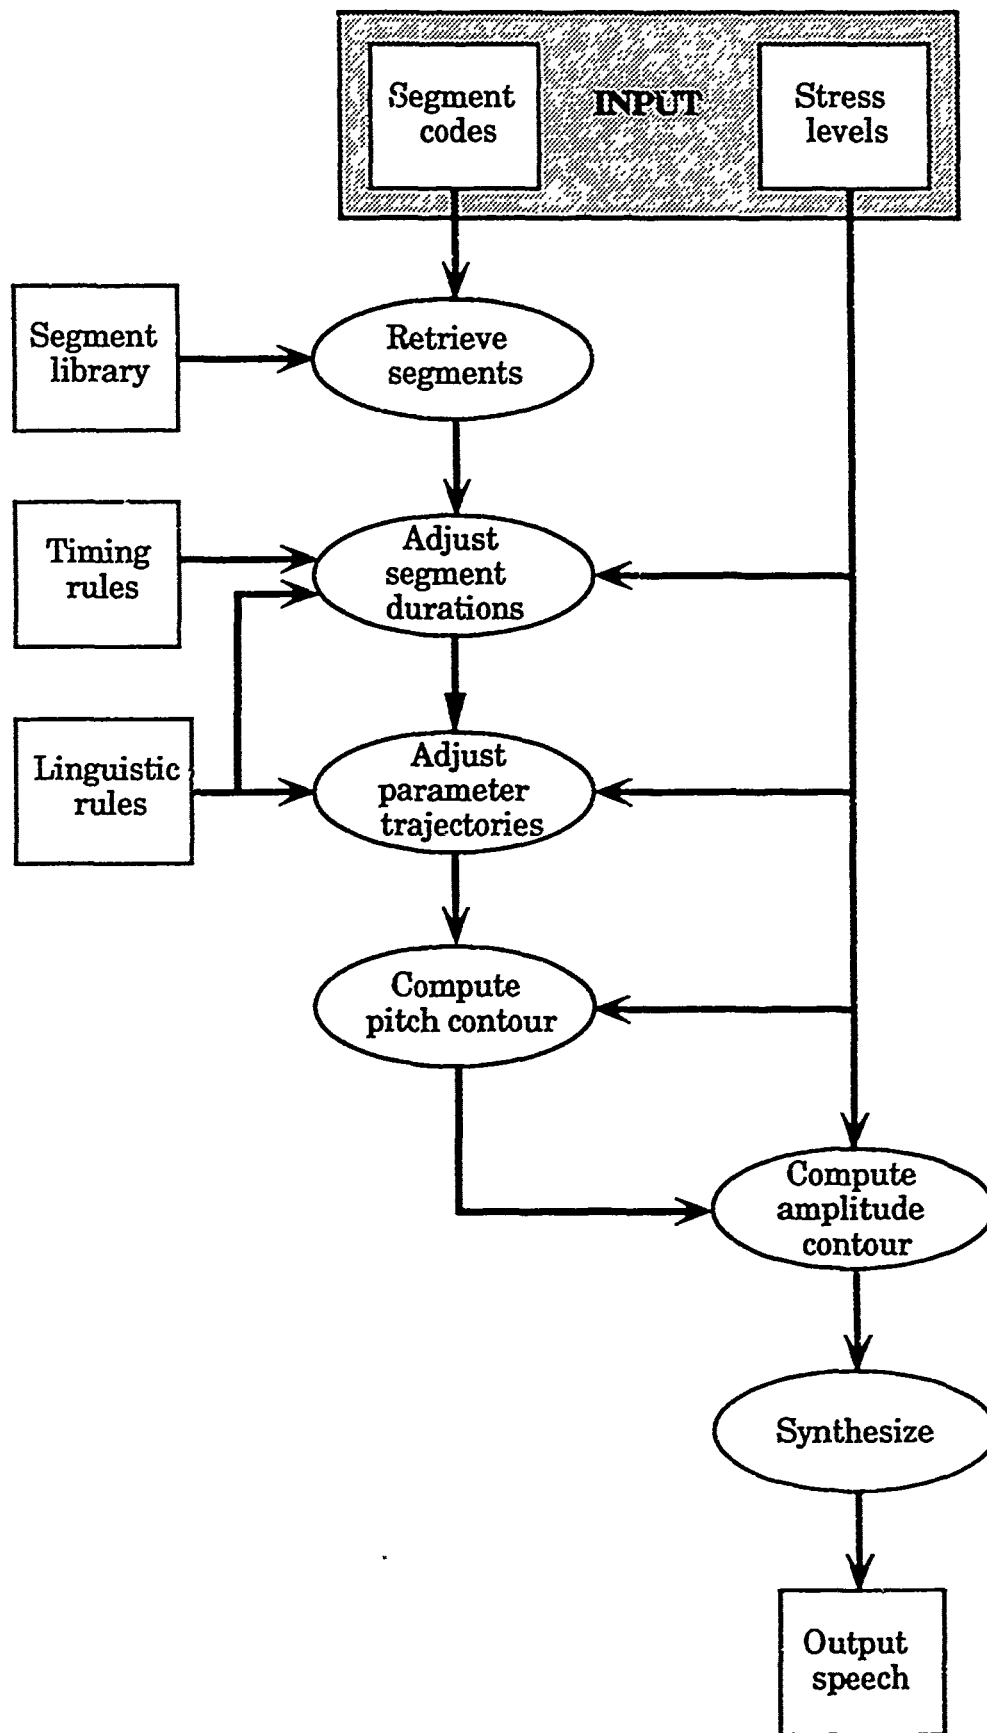 Segment
codes
INPUT
Stress
levels
Segment
library
Retrieve
segments
Timing
rules
Adjust
segment
durations
Linguistic
rules
Adjust
parameter
trajectories
Compute
pitch contour
Compute
amplitude
contour
Synthesize
Output
speech